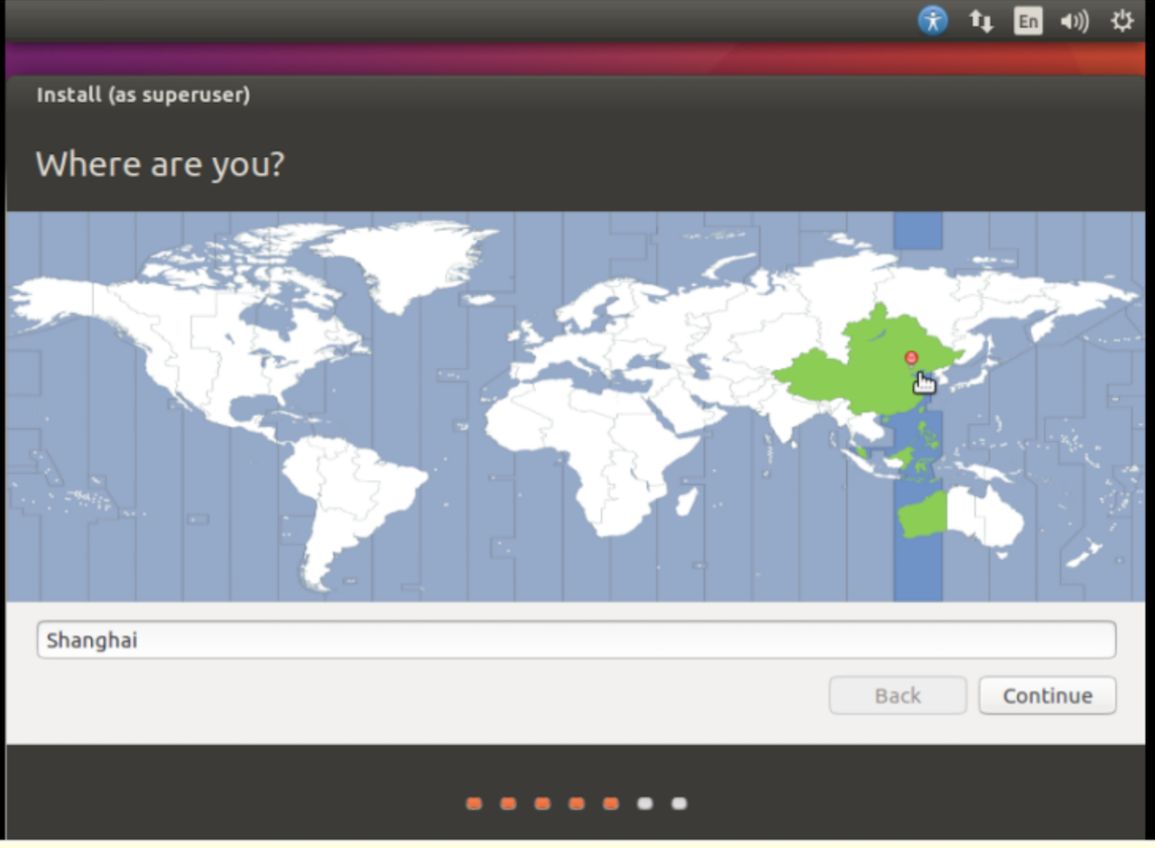 En
Install (as superuser)
Where are you?
Shanghai
Back
Continue